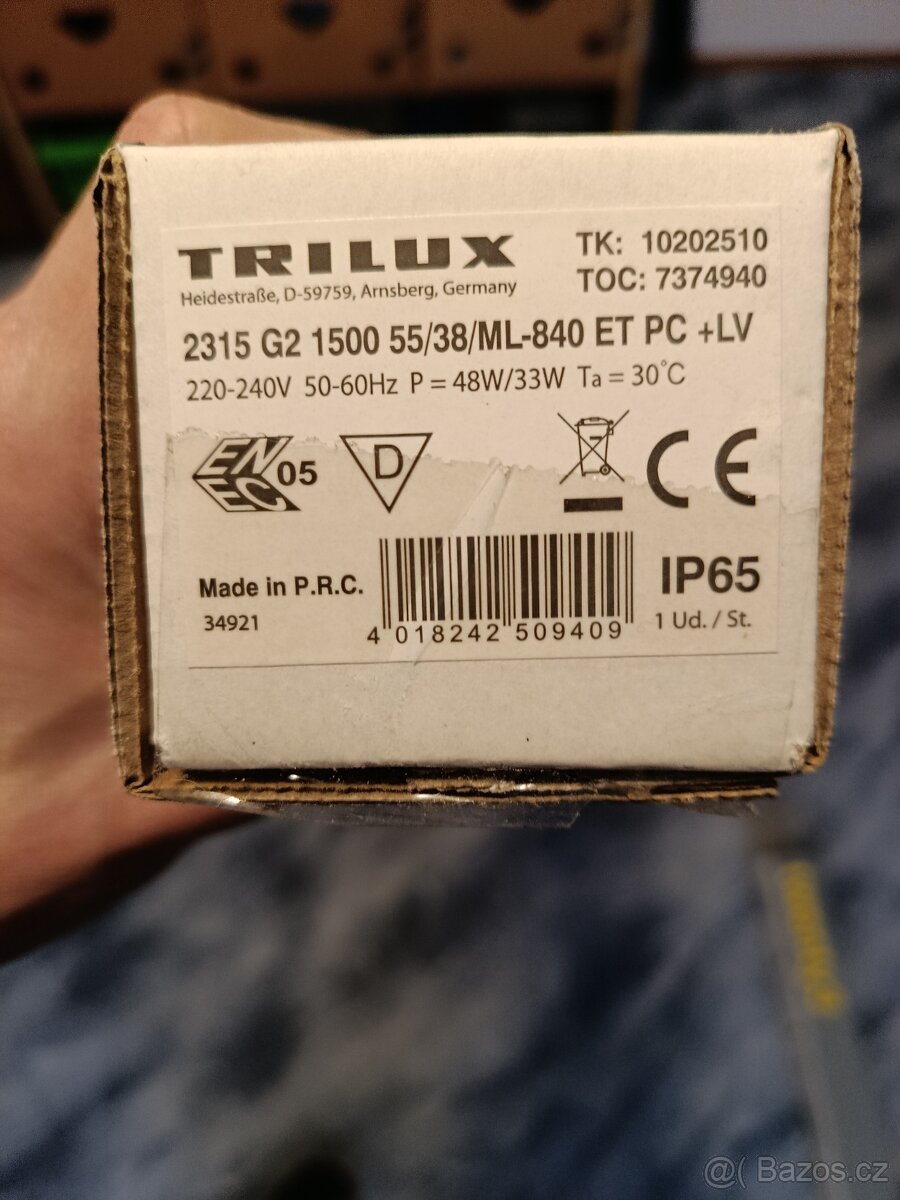 TRILUX
Heidestraße, D-59759, Arnsberg, Germany
TK: 10202510
TOC: 7374940
2315 G2 1500 55/38/ML-840 ET PC +LV
220-240V 50-60Hz P = 48W/33W Ta = 30°C
ENEC 05
D
CE
Made in P.R.C.
34921
4 018242 509409
IP65
1 Ud. / St.
@( Bazos.cz